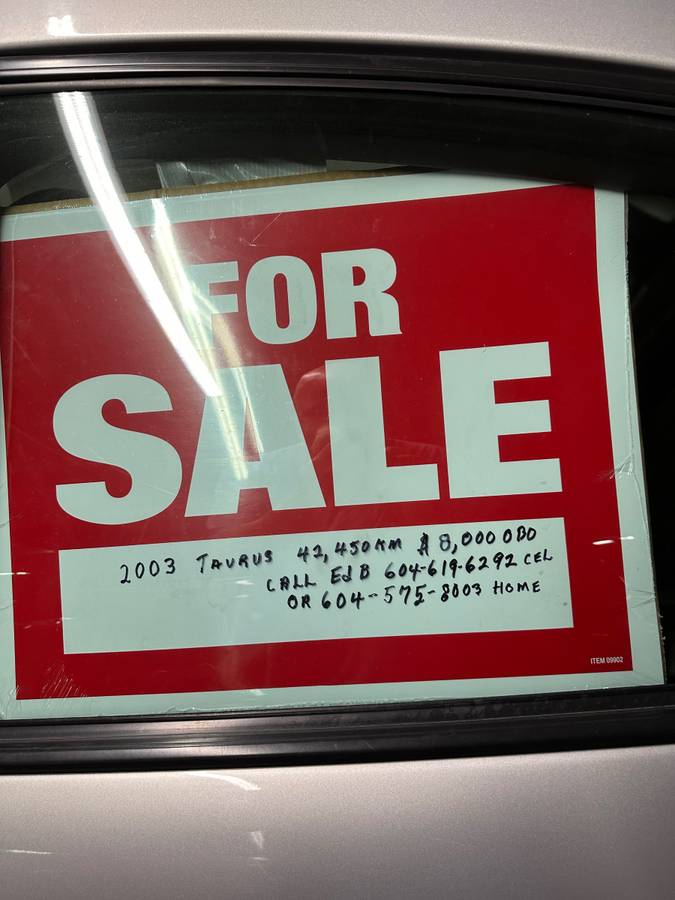 FOR
SALE
2003 TAURUS 42,450KM $8,000 OBO
CALL Ed B 604-619-6292 CEL
OR 604-575-8003 HOME
ITEM 09902